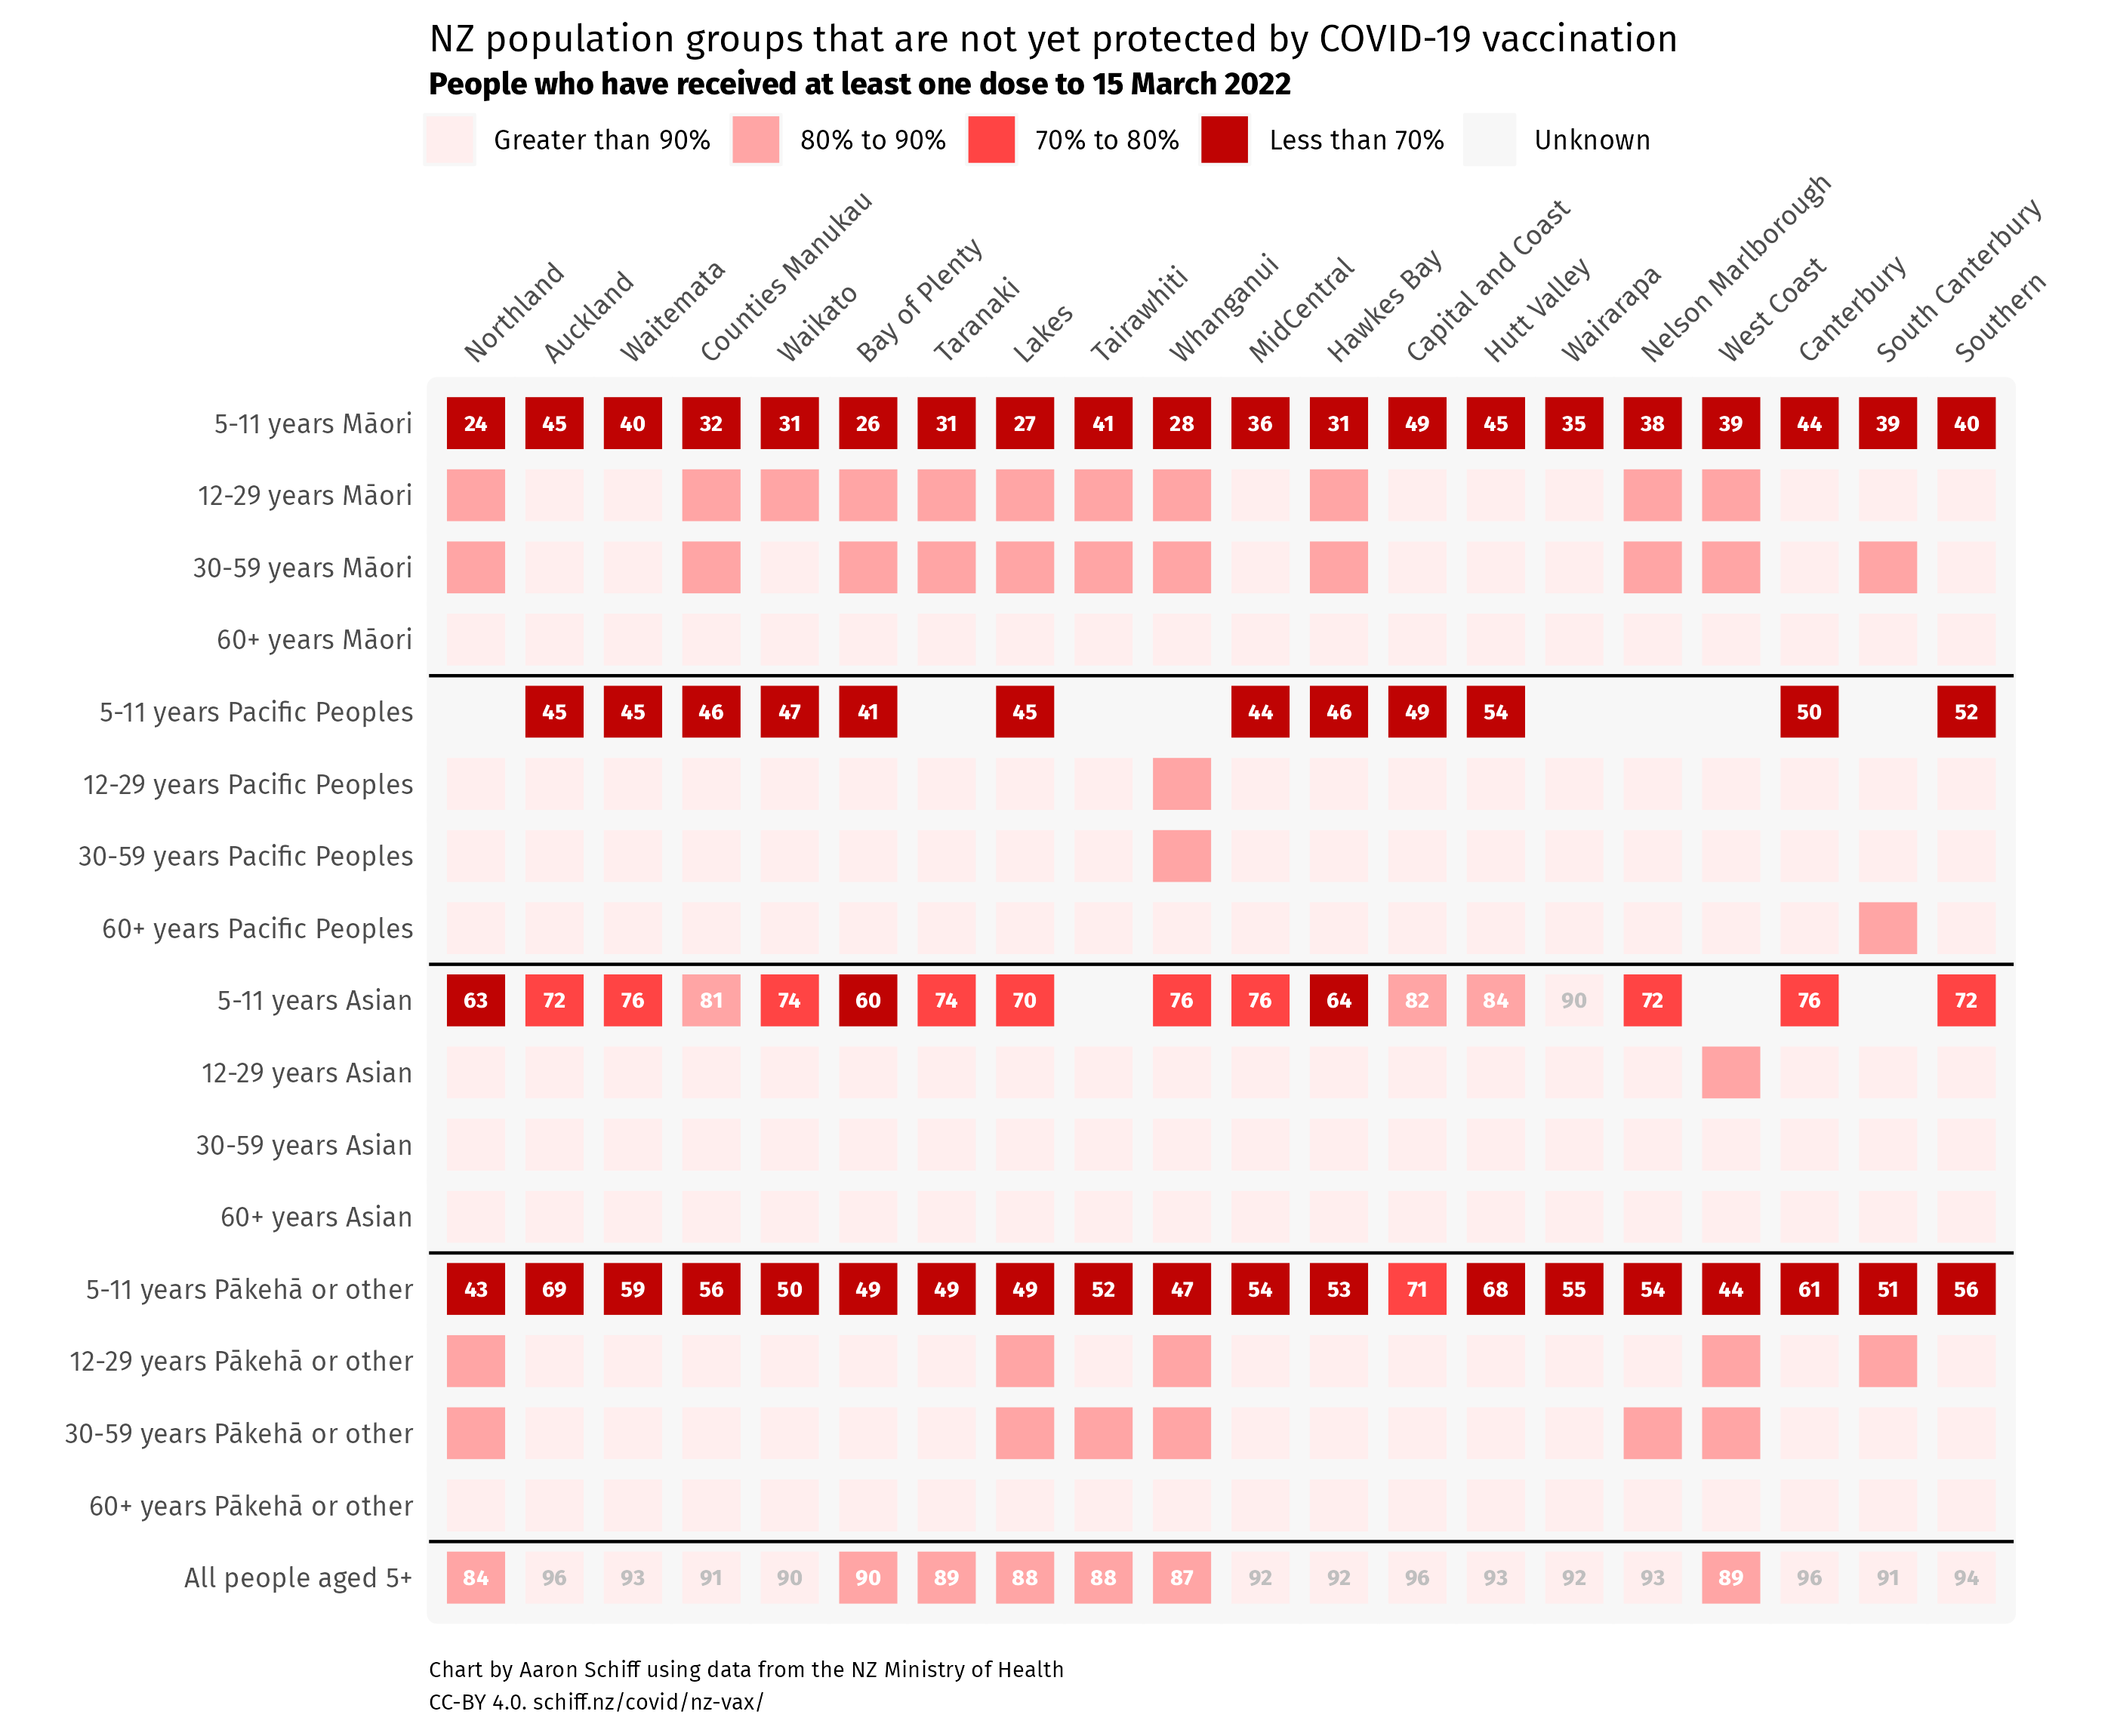 NZ population groups that are not yet protected by COVID-19 vaccination
People who have received at least one dose to 15 March 2022
Greater than 90% 80% to 90% 70% to 80% Less than 70% Unknown
Northland Auckland Waitemata Counties Manukau Waikato Bay of Plenty Taranaki Lakes Tairawhiti Whanganui MidCentral Hawkes Bay Capital and Coast Hutt Valley Wairarapa Nelson Marlborough West Coast Canterbury South Canterbury Southern
5-11 years Māori 24 45 40 32 31 26 31 27 41 28 36 31 49 45 35 38 39 44 39 40
12-29 years Māori
30-59 years Māori
60+ years Māori
5-11 years Pacific Peoples 45 45 46 47 41 45 44 46 49 54 50 52
12-29 years Pacific Peoples
30-59 years Pacific Peoples
60+ years Pacific Peoples
5-11 years Asian 63 72 76 81 74 60 74 70 76 76 64 82 84 90 72 76 72
12-29 years Asian
30-59 years Asian
60+ years Asian
5-11 years Pākehā or other 43 69 59 56 50 49 49 49 52 47 54 53 71 68 55 54 44 61 51 56
12-29 years Pākehā or other
30-59 years Pākehā or other
60+ years Pākehā or other
All people aged 5+ 84 96 93 91 90 90 89 88 88 87 92 92 96 93 92 93 89 96 91 94
Chart by Aaron Schiff using data from the NZ Ministry of Health
CC-BY 4.0. schiff.nz/covid/nz-vax/